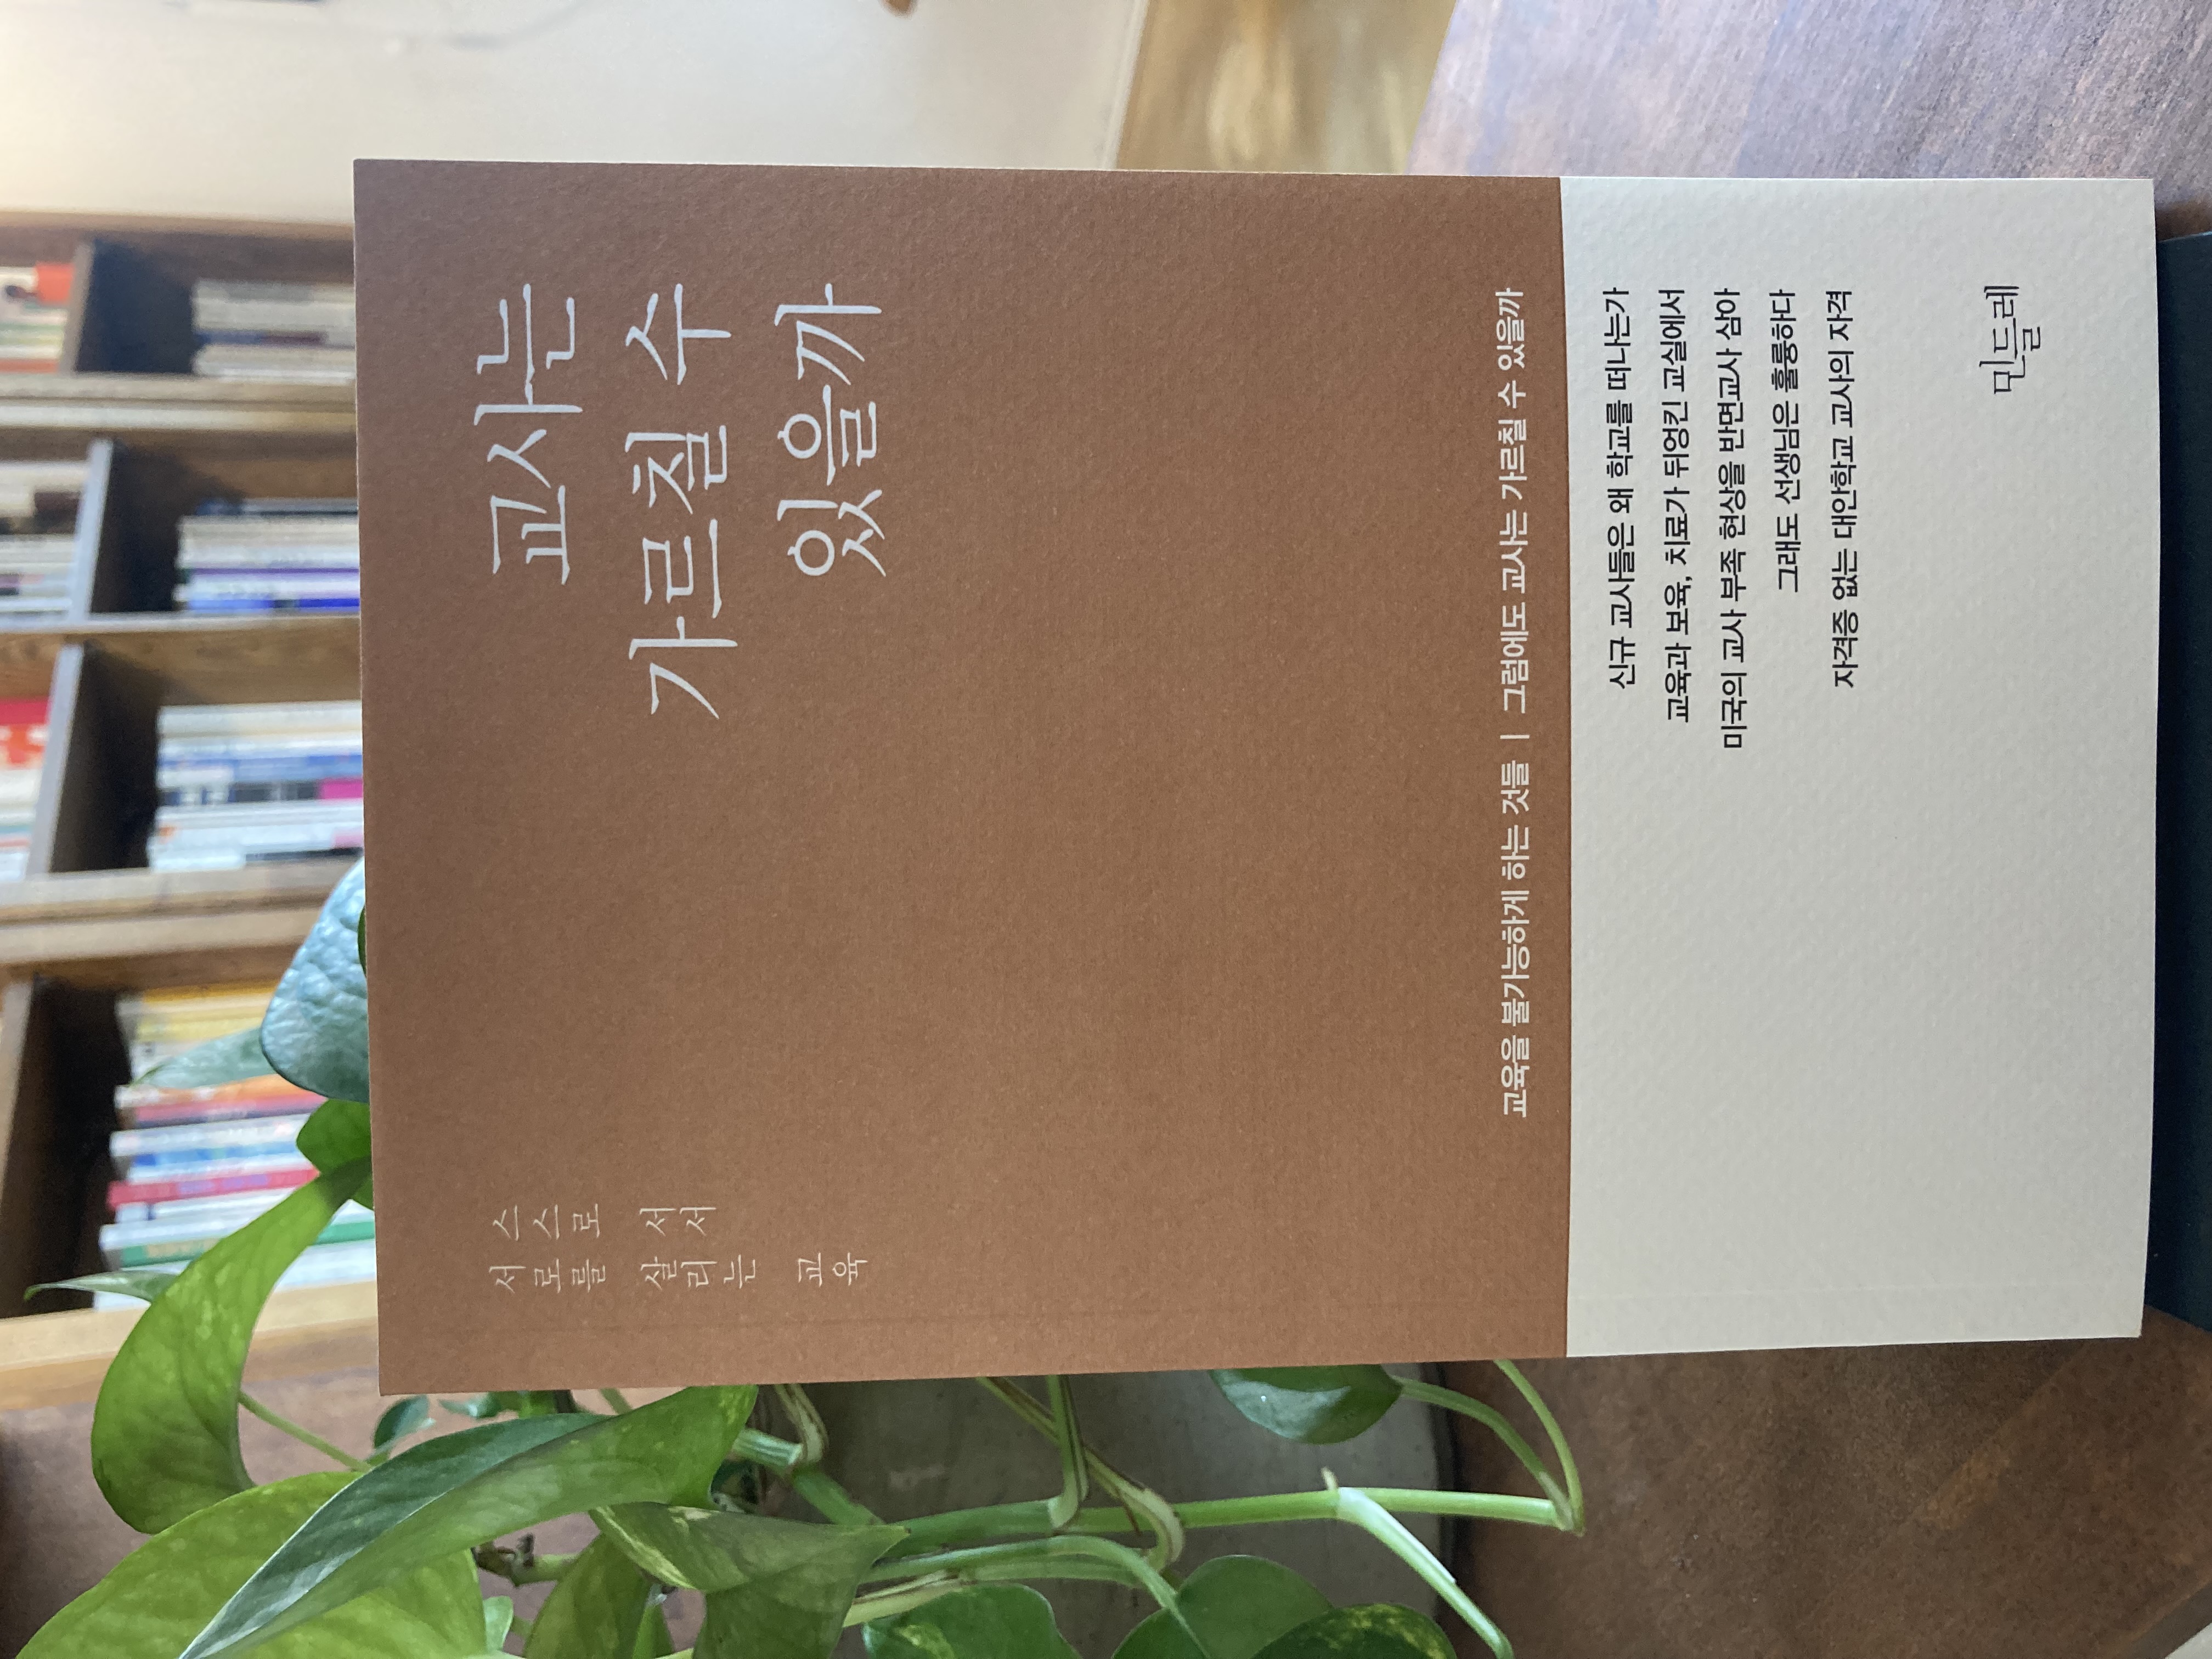 교사는
가르칠 수
있을까
스스로 서서
서로를 살리는 교육
교육을 불가능하게 하는 것들 | 그럼에도 교사는 가르칠 수 있을까
신규 교사들은 왜 학교를 떠나는가
교육과 보육, 치료가 뒤엉킨 교실에서
미국의 교사 부족 현상을 반면교사 삼아
그래도 선생님은 훌륭하다
자격증 없는 대안학교 교사의 자격
민들레